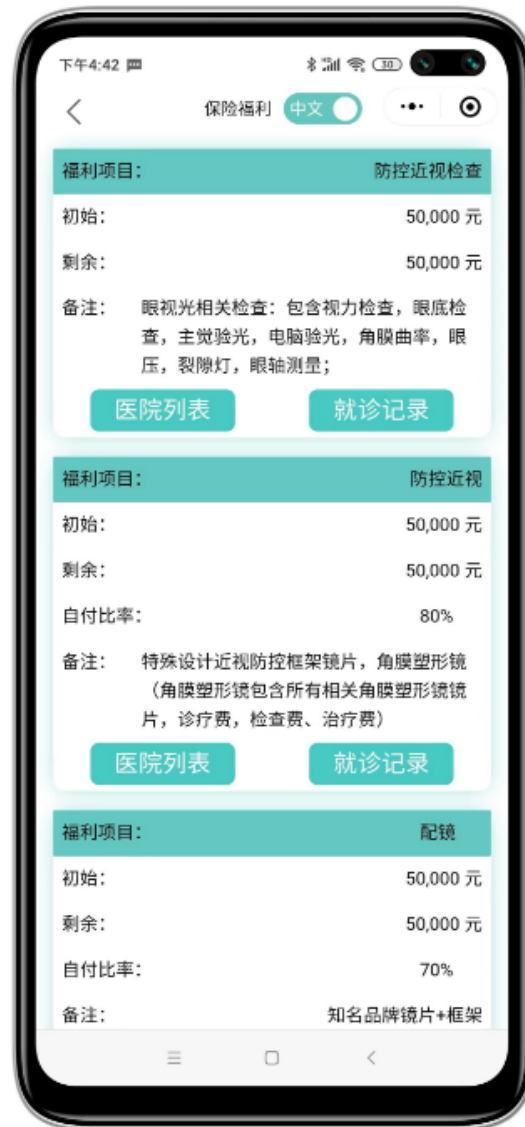 下午4:42
30
保险福利 中文
福利项目： 防控近视检查
初始： 50,000 元
剩余： 50,000 元
备注： 眼视光相关检查：包含视力检查，眼底检
查，主觉验光，电脑验光，角膜曲率，眼
压，裂隙灯，眼轴测量；
医院列表 就诊记录
福利项目： 防控近视
初始： 50,000 元
剩余： 50,000 元
自付比率： 80%
备注： 特殊设计近视防控框架镜片，角膜塑形镜
（角膜塑形镜包含所有相关角膜塑形镜镜
片，诊疗费，检查费、治疗费）
医院列表 就诊记录
福利项目： 配镜
初始： 50,000 元
剩余： 50,000 元
自付比率： 70%
备注： 知名品牌镜片+框架